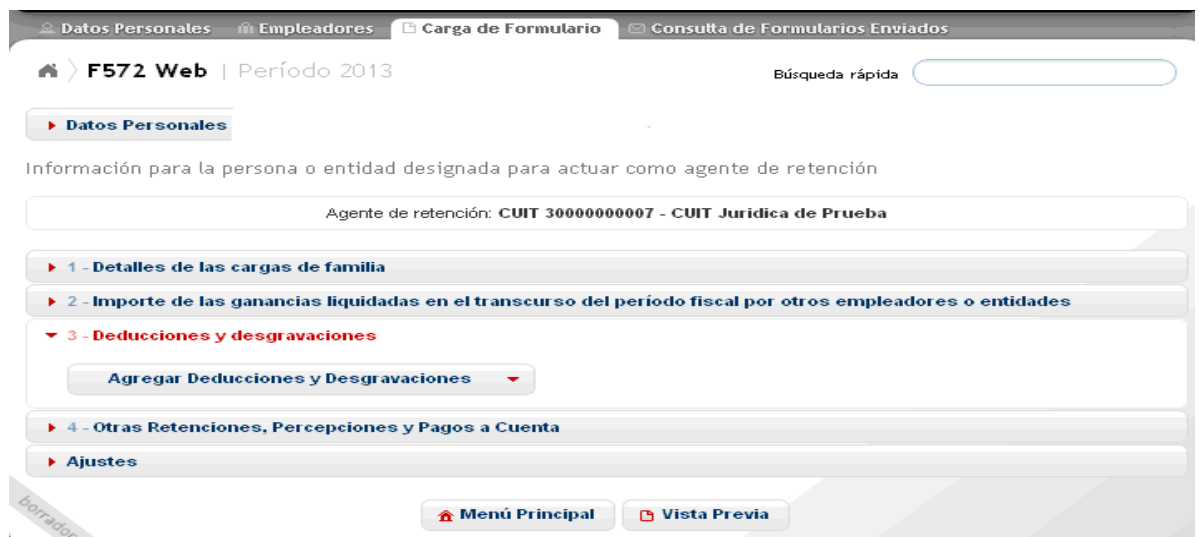 Datos Personales Empleadores Carga de Formulario Consulta de Formularios Enviados
F572 Web | Período 2013 Búsqueda rápida
Datos Personales
Información para la persona o entidad designada para actuar como agente de retención
Agente de retención: CUIT 30000000007 - CUIT Juridica de Prueba
1 - Detalles de las cargas de familia
2 - Importe de las ganancias liquidadas en el transcurso del período fiscal por otros empleadores o entidades
3 - Deducciones y desgravaciones
Agregar Deducciones y Desgravaciones
4 - Otras Retenciones, Percepciones y Pagos a Cuenta
Ajustes
borrador
Menú Principal Vista Previa